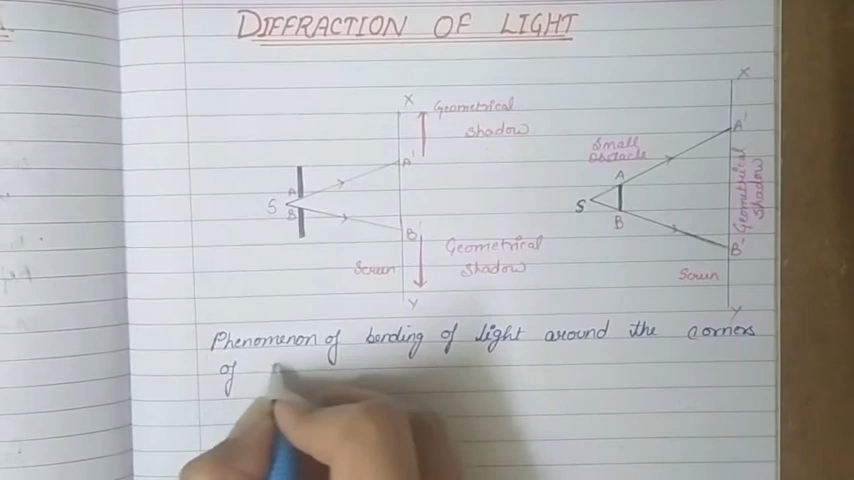 DIFFRACTION OF LIGHT
X
Geometrical
shadow
A'
A
S
B
B'
Geometrical
shadow
Screen
Y
X
A'
Small
obstacle
A
S
B
Geometrical
shadow
B'
Screen
Y
Phenomenon of bending of light around the corners
of